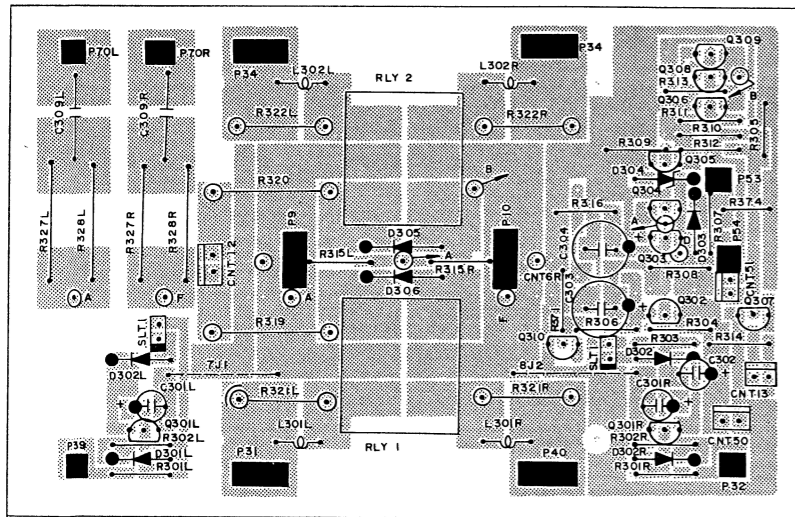 P70L
P70R
P34
L302L
RLY 2
L302R
P34
Q309
Q308
R313
B
Q306
R311
R310
R305
C309L
C309R
R322L
R322R
R309
R312
Q305
D304
P53
R320
B
R316
Q304
R374
R327L
R328L
R327R
R328R
CNT12
P9
D305
R315L
A
R315R
D306
P10
CNT6R
C304
C303
A
Q303
D
D303
R307
P54
R308
CNT51
A
F
A
F
SLT1
R319
R371
R306
Q302
R304
Q307
Q310
SLT1
R303
R314
D302L
7J1
8J2
D302
C302
C301L
R321L
R321R
C301R
CNT13
Q301L
R302L
L301L
RLY 1
L301R
Q301R
R302R
CNT50
P39
D301L
R301L
P31
P40
D302R
R301R
P32